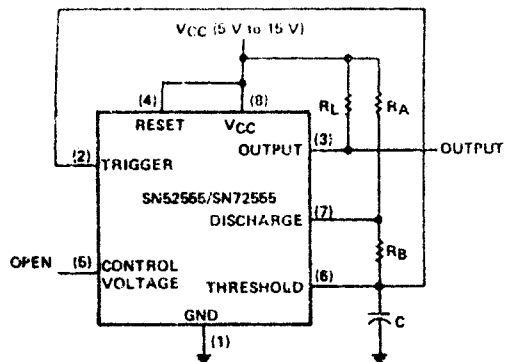 VCC (5 V to 15 V)
(4)
(8)
RESET
VCC
RL
RA
(2)
TRIGGER
OUTPUT
(3)
OUTPUT
SN52555/SN72555
DISCHARGE
(7)
RB
OPEN
(5)
CONTROL
VOLTAGE
THRESHOLD
(6)
GND
C
(1)